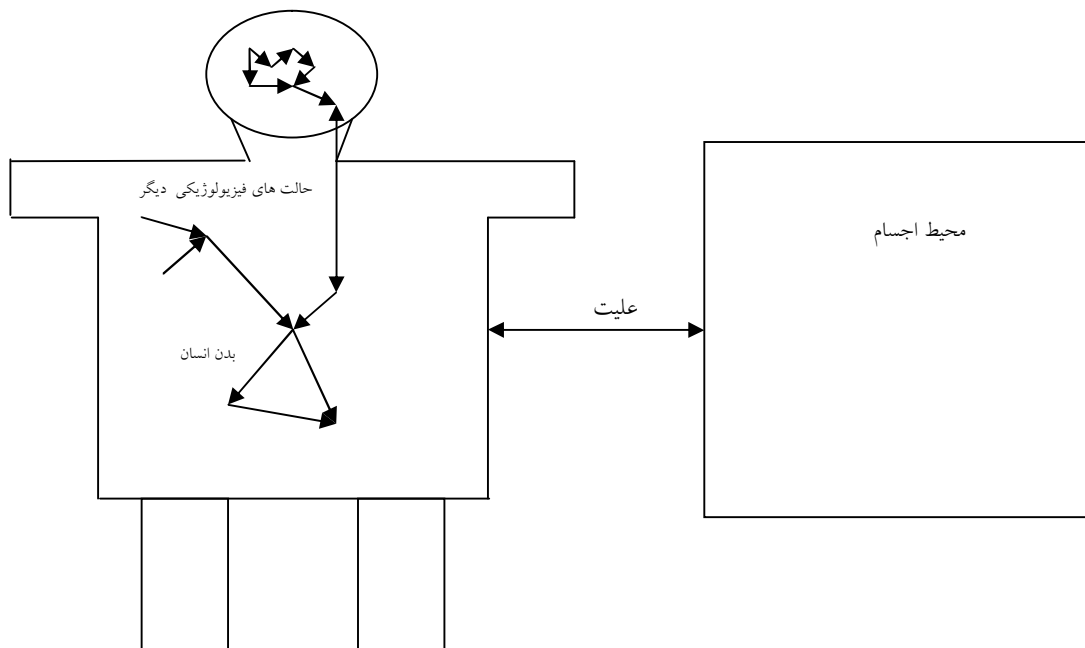 حالت های فیزیولوژیکی دیگر
محیط اجسام
علیت
بدن انسان